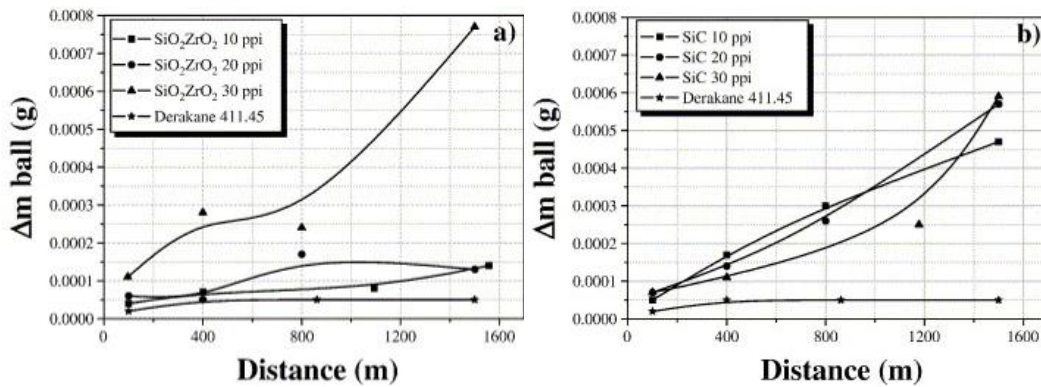 a)
SiO₂ZrO₂ 10 ppi
SiO₂ZrO₂ 20 ppi
SiO₂ZrO₂ 30 ppi
Derakane 411.45
0.0008
0.0007
0.0006
0.0005
0.0004
0.0003
0.0002
0.0001
0.0000
Δm ball (g)
0 400 800 1200 1600
Distance (m)
b)
SiC 10 ppi
SiC 20 ppi
SiC 30 ppi
Derakane 411.45
0.0008
0.0007
0.0006
0.0005
0.0004
0.0003
0.0002
0.0001
0.0000
Δm ball (g)
0 400 800 1200 1600
Distance (m)